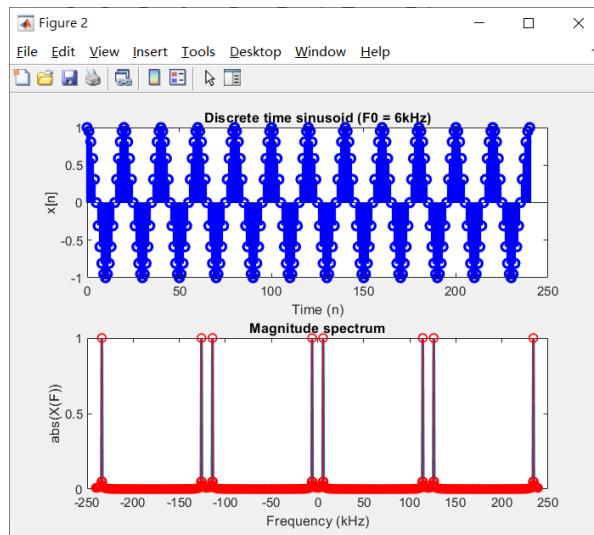 Figure 2
File Edit View Insert Tools Desktop Window Help
Discrete time sinusoid (F0 = 6kHz)
1
0.5
0
-0.5
-1
x[n]
0 50 100 150 200 250
Time (n)
Magnitude spectrum
1
0.5
0
abs(X(F))
-250 -200 -150 -100 -50 0 50 100 150 200 250
Frequency (kHz)